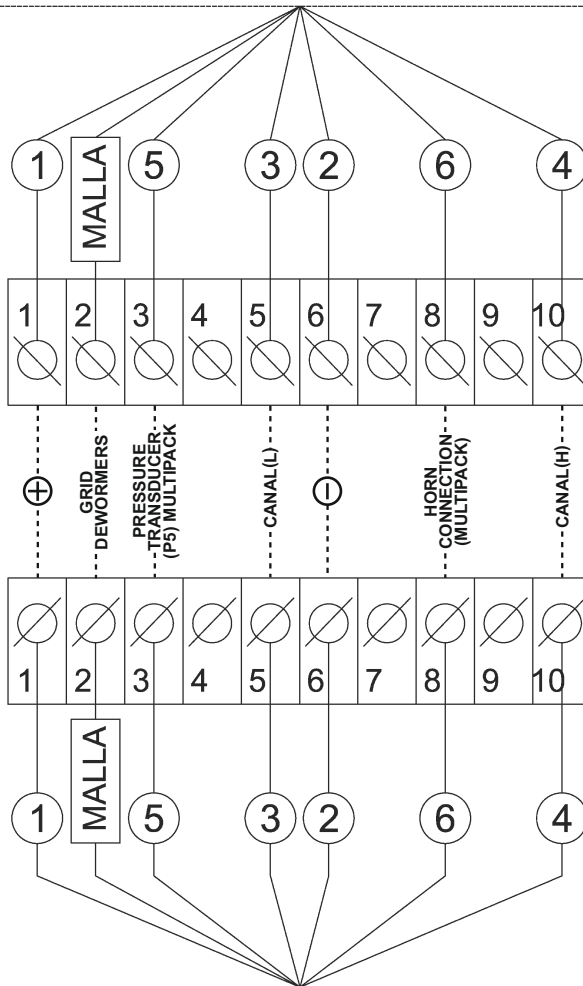 1
MALLA
5
3
2
6
4
1
2
3
4
5
6
7
8
9
10
+
GRID
DEWORMERS
PRESSURE
TRANSDUCER
(P5) MULTIPACK
CANAL(L)
−
HORN
CONNECTION
(MULTIPACK)
CANAL(H)
1
2
3
4
5
6
7
8
9
10
1
MALLA
5
3
2
6
4